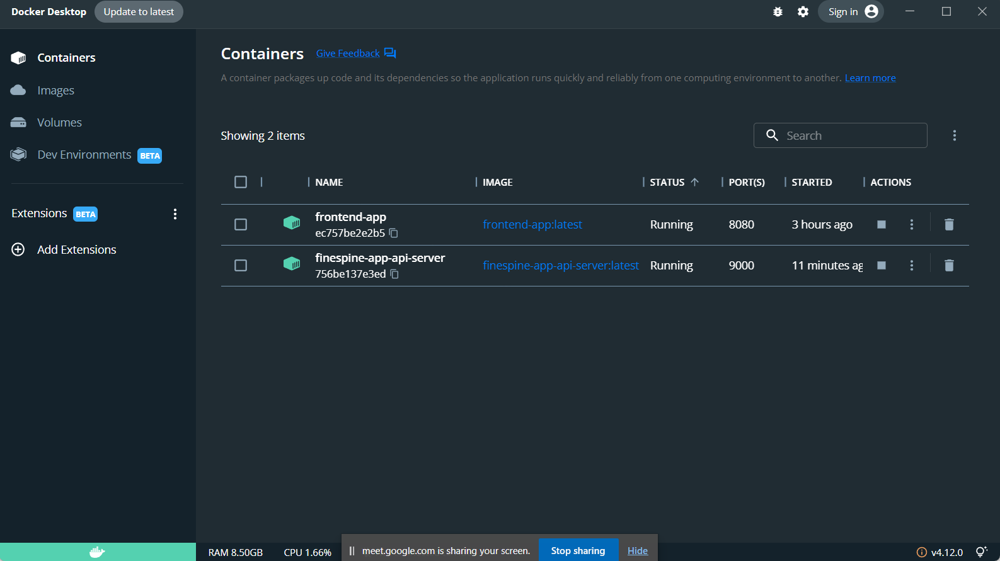 Docker Desktop Update to latest Sign in
Containers
Images
Volumes
Dev Environments BETA
Extensions BETA
Add Extensions
Containers Give Feedback
A container packages up code and its dependencies so the application runs quickly and reliably from one computing environment to another. Learn more
Showing 2 items Search
NAME IMAGE STATUS PORT(S) STARTED ACTIONS
frontend-app
ec757be2e2b5
frontend-app:latest Running 8080 3 hours ago
finespine-app-api-server
756be137e3ed
finespine-app-api-server:latest Running 9000 11 minutes ag
RAM 8.50GB CPU 1.66% meet.google.com is sharing your screen. Stop sharing Hide v4.12.0